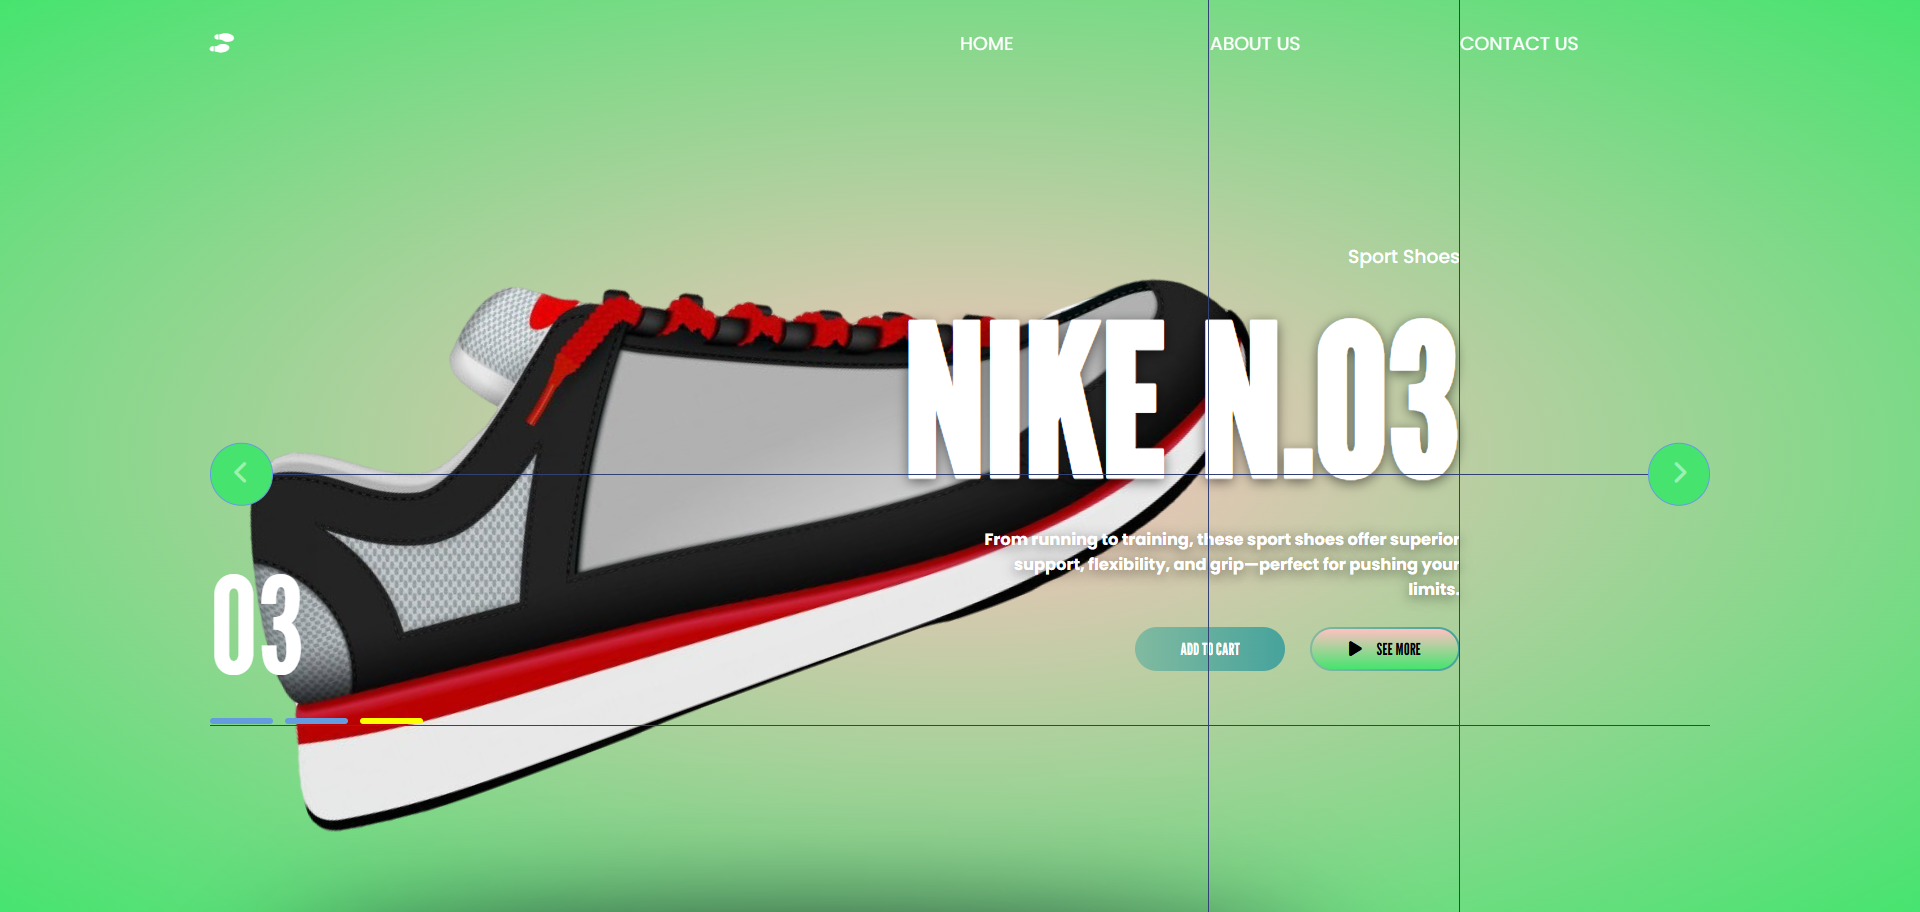 HOME
ABOUT US
CONTACT US
Sport Shoes
NIKE N.03
From running to training, these sport shoes offer superior
support, flexibility, and grip—perfect for pushing your
limits.
03
ADD TO CART
SEE MORE